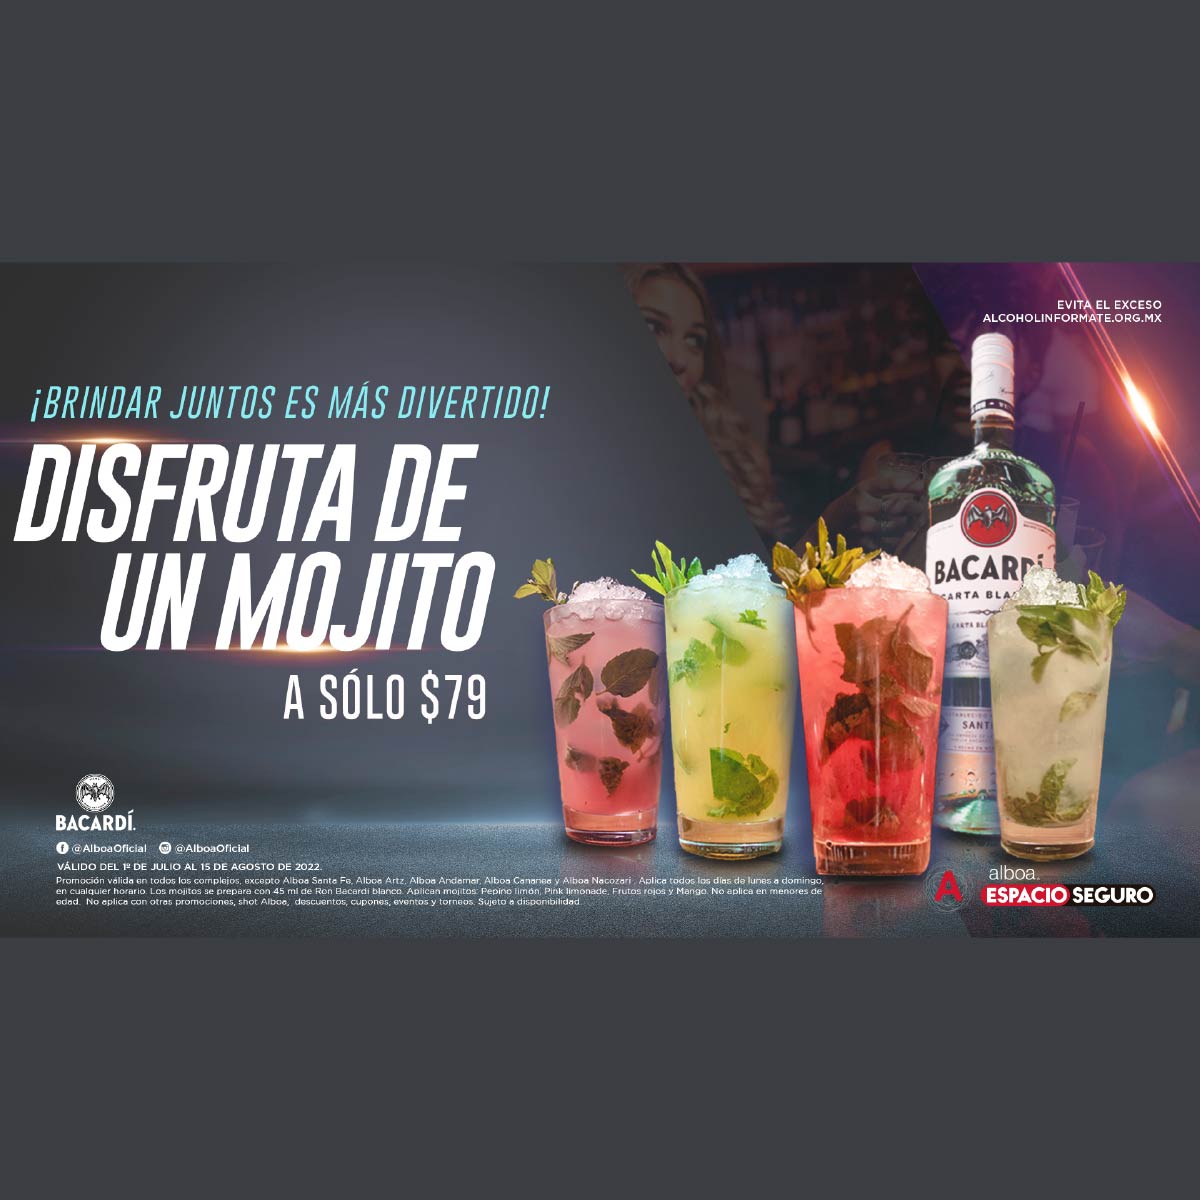 EVITA EL EXCESO
ALCOHOLINFORMATE.ORG.MX
¡BRINDAR JUNTOS ES MÁS DIVERTIDO!
DISFRUTA DE
UN MOJITO
A SÓLO $79
BACARDÍ
CARTA BLA
CARTA BLA
SANT
BACARDÍ.
@AlboaOficial @AlboaOficial
VÁLIDO DEL 1º DE JULIO AL 15 DE AGOSTO DE 2022.
Promoción válida en todos los complejos, excepto Alboa Santa Fe, Alboa Artz, Alboa Andamar, Alboa Cananea y Alboa Nacozari. Aplica todos los días de lunes a domingo,
en cualquier horario. Los mojitos se prepara con 45 ml de Ron Bacardi blanco. Aplican mojitos: Pepino limón, Pink limonade, Frutos rojos y Mango. No aplica en menores de
edad. No aplica con otras promociones, shot Alboa, descuentos, cupones, eventos y torneos. Sujeto a disponibilidad.
A
alboa.
ESPACIO SEGURO